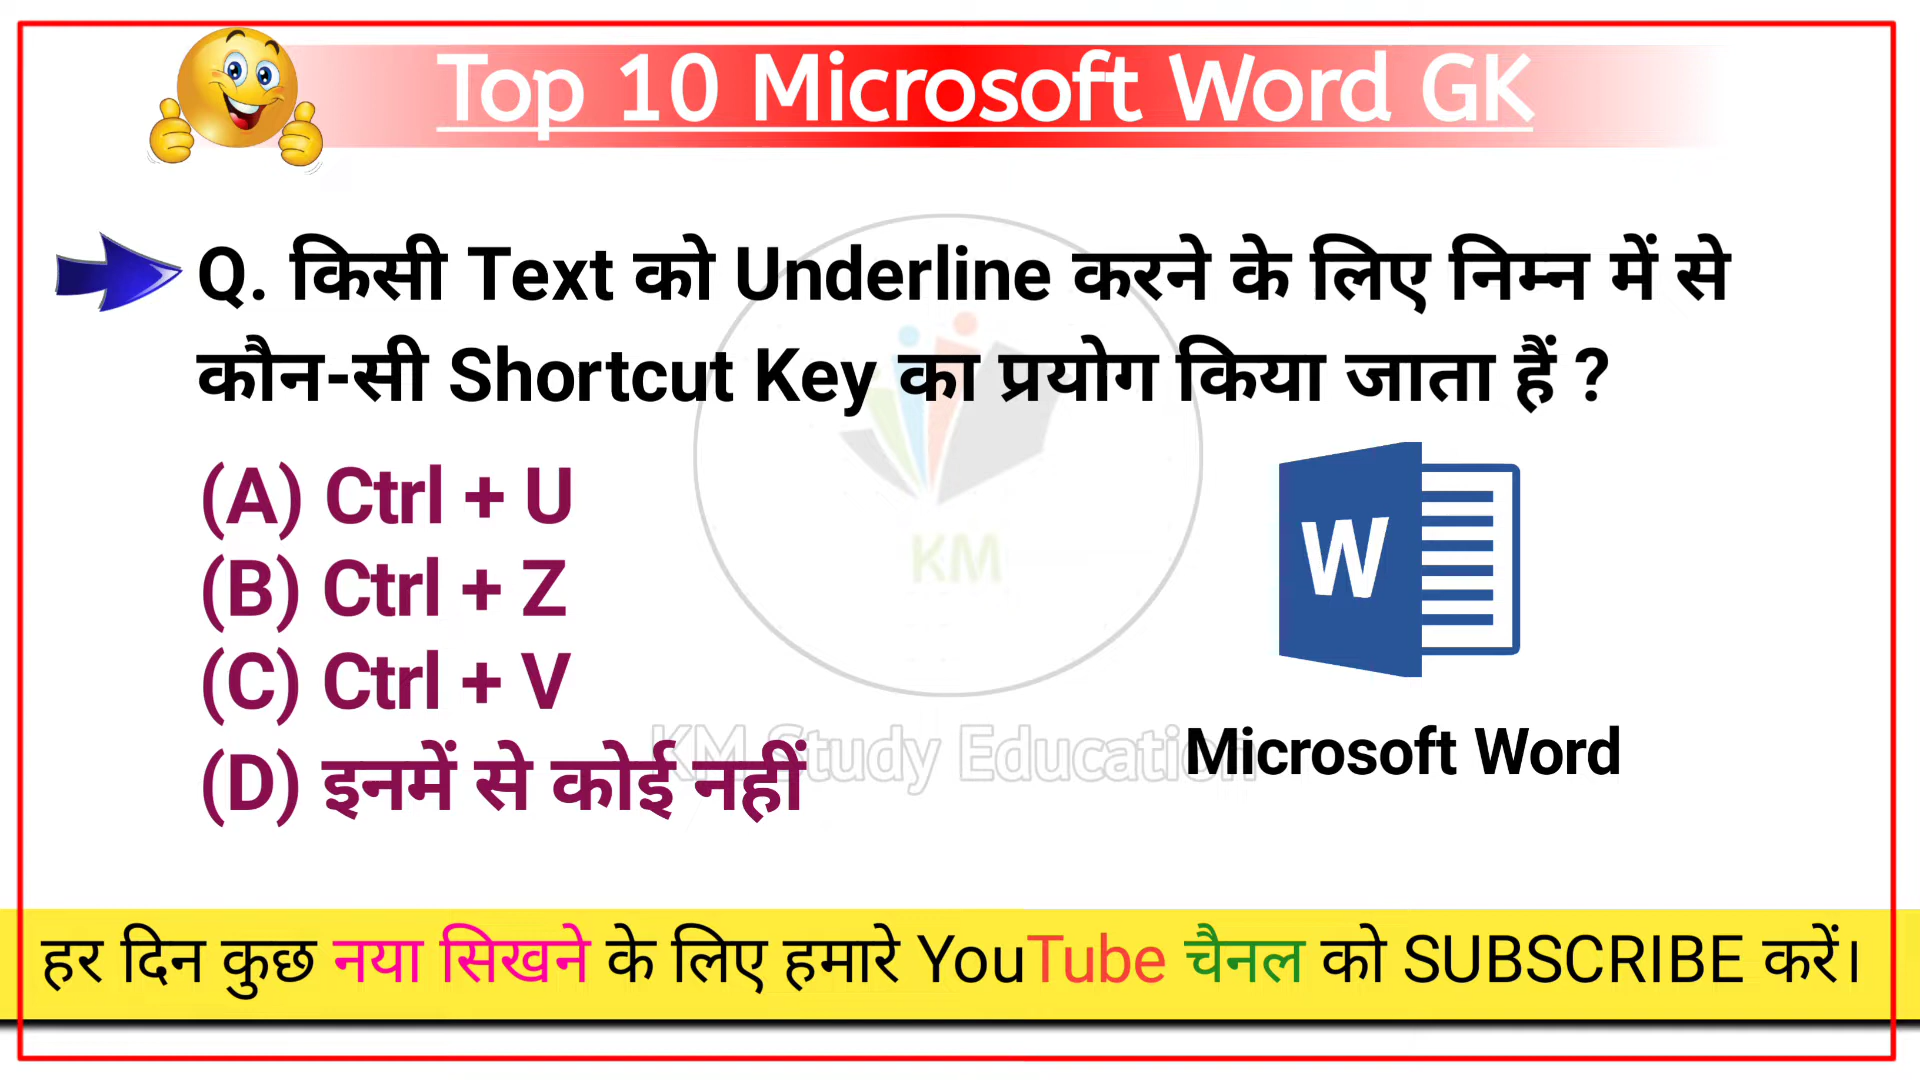 Top 10 Microsoft Word GK
Q. किसी Text को Underline करने के लिए निम्न में से
कौन-सी Shortcut Key का प्रयोग किया जाता हैं ?
(A) Ctrl + U
(B) Ctrl + Z
(C) Ctrl + V
(D) इनमें से कोई नहीं
KM
KM Study Education
W
Microsoft Word
हर दिन कुछ नया सिखने के लिए हमारे YouTube चैनल को SUBSCRIBE करें।